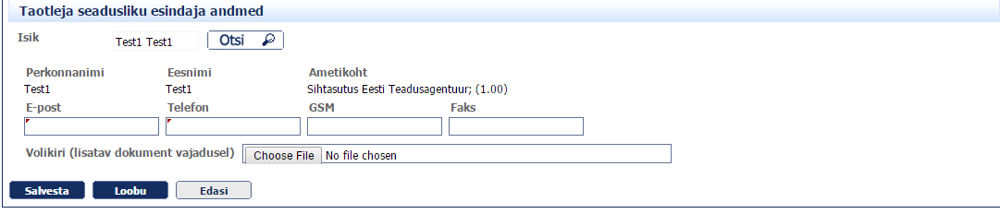 Taotleja seadusliku esindaja andmed
Isik Test1 Test1 Otsi
Perkonnanimi Eesnimi Ametikoht
Test1 Test1 Sihtasutus Eesti Teadusagentuur; (1.00)
E-post Telefon GSM Faks
Volikiri (lisatav dokument vajadusel) Choose File No file chosen
Salvesta Loobu Edasi